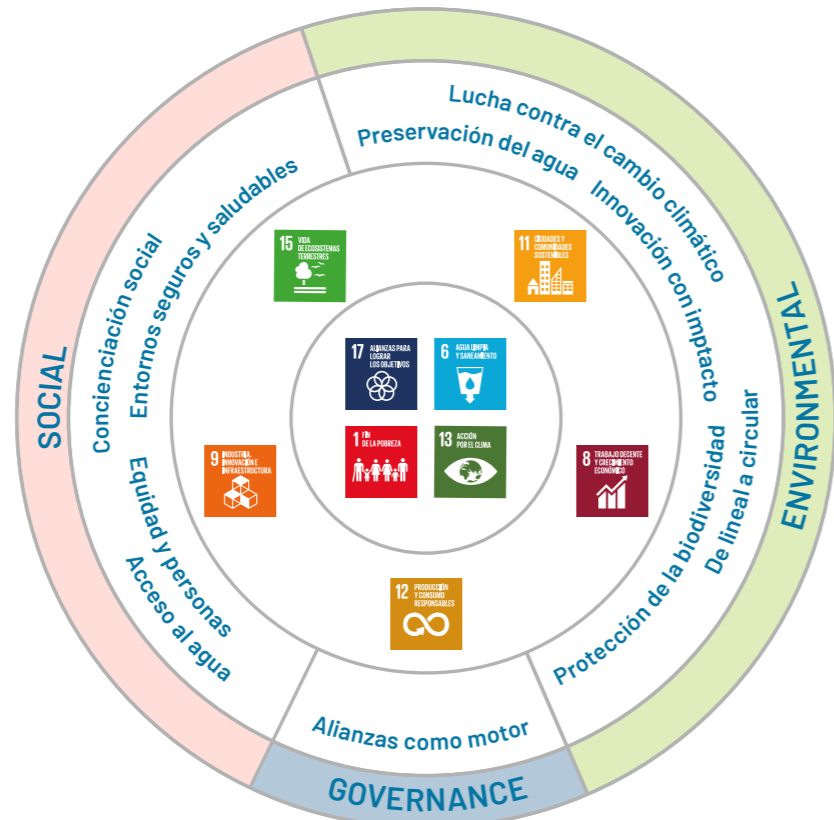 SOCIAL
ENVIRONMENTAL
GOVERNANCE
Lucha contra el cambio climático
Preservación del agua
Innovación con imptacto
De lineal a circular
Protección de la biodiversidad
Alianzas como motor
Concienciación social
Entornos seguros y saludables
Equidad y personas
Acceso al agua
15 VIDA
DE ECOSISTEMAS
TERRESTRES
11 CIUDADES Y
COMUNIDADES
SOSTENIBLES
17 ALIANZAS PARA
LOGRAR
LOS OBJETIVOS
6 AGUA LIMPIA
Y SANEAMIENTO
1 FIN
DE LA POBREZA
13 ACCIÓN
POR EL CLIMA
9 INDUSTRIA,
INNOVACIÓN E
INFRAESTRUCTURA
8 TRABAJO DECENTE
Y CRECIMIENTO
ECONÓMICO
12 PRODUCCIÓN
Y CONSUMO
RESPONSABLES